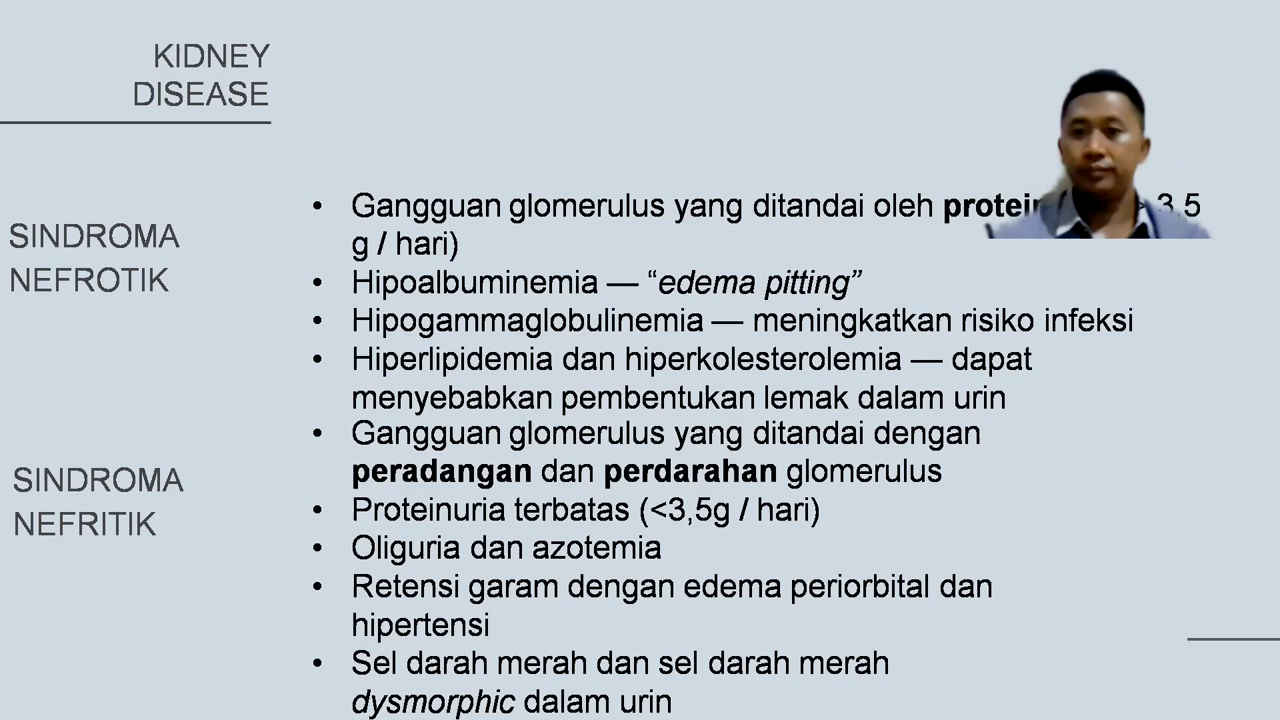 KIDNEY
DISEASE
SINDROMA
NEFROTIK
• Gangguan glomerulus yang ditandai oleh 3,5
g / hari)
• Hipoalbuminemia — “edema pitting”
• Hipogammaglobulinemia — meningkatkan risiko infeksi
• Hiperlipidemia dan hiperkolesterolemia — dapat
menyebabkan pembentukan lemak dalam urin
SINDROMA
NEFRITIK
• Gangguan glomerulus yang ditandai dengan
peradangan dan perdarahan glomerulus
• Proteinuria terbatas (<3,5g / hari)
• Oliguria dan azotemia
• Retensi garam dengan edema periorbital dan
hipertensi
• Sel darah merah dan sel darah merah
dysmorphic dalam urin